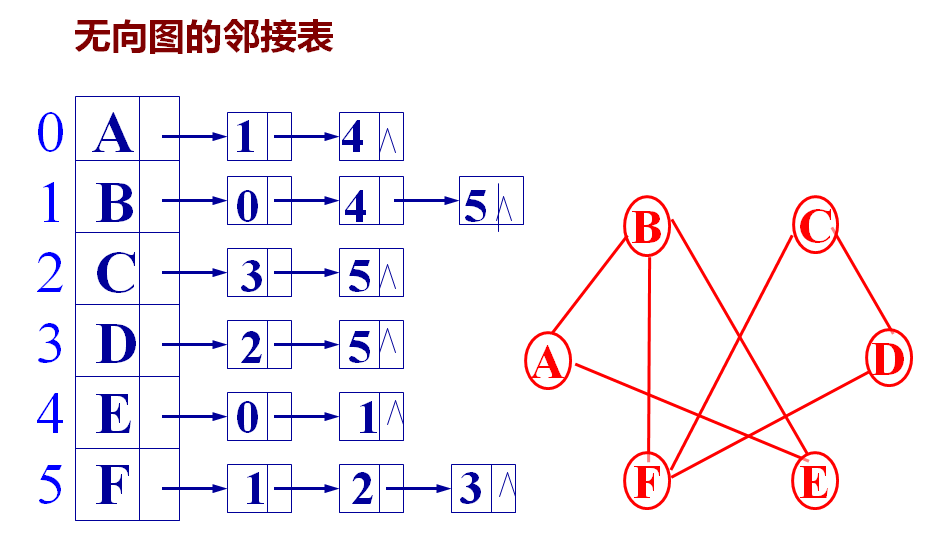 无向图的邻接表
0 A 1 4 ∧
1 B 0 4 5 ∧
2 C 3 5 ∧
3 D 2 5 ∧
4 E 0 1 ∧
5 F 1 2 3 ∧
B C
A D
F E